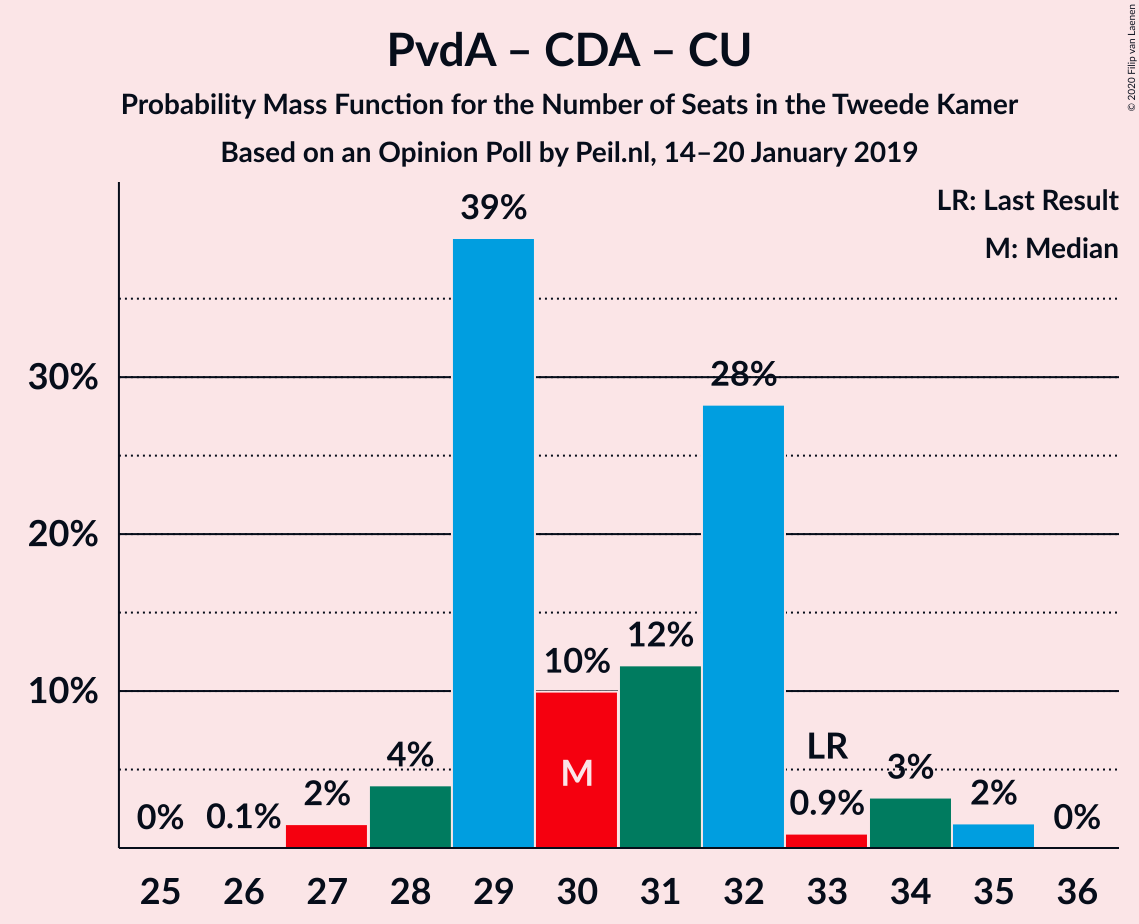 PvdA – CDA – CU
Probability Mass Function for the Number of Seats in the Tweede Kamer
Based on an Opinion Poll by Peil.nl, 14–20 January 2019
© 2020 Filip van Laenen
LR: Last Result
M: Median
39%
30%
28%
20%
12%
10%
10%
LR
4%
M
3%
2%
0.9%
2%
0%
0.1%
0%
25 26 27 28 29 30 31 32 33 34 35 36